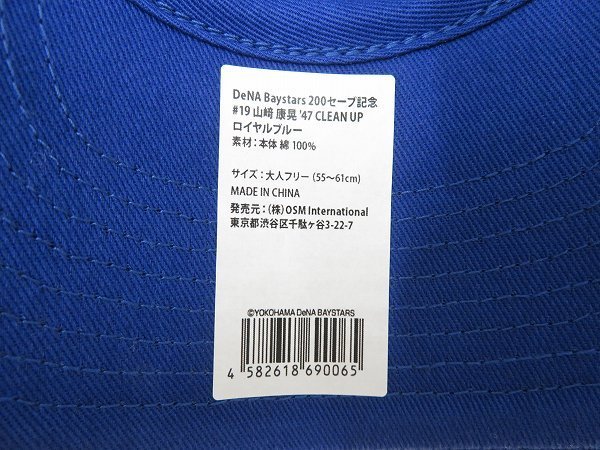 DeNA Baystars 200セーブ記念
#19 山﨑 康晃 '47 CLEAN UP
ロイヤルブルー
素材：本体 綿 100%
サイズ：大人フリー（55～61cm）
MADE IN CHINA
発売元：(株)OSM International
東京都渋谷区千駄ヶ谷3-22-7
©YOKOHAMA DeNA BAYSTARS
4 582618 690065